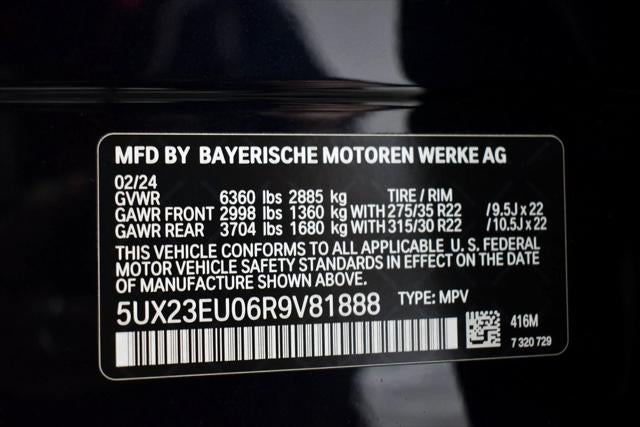 MFD BY BAYERISCHE MOTOREN WERKE AG
02/24
GVWR 6360 lbs 2885 kg TIRE / RIM
GAWR FRONT 2998 lbs 1360 kg WITH 275/35 R22 /9.5J x 22
GAWR REAR 3704 lbs 1680 kg WITH 315/30 R22 /10.5J x 22
THIS VEHICLE CONFORMS TO ALL APPLICABLE U. S. FEDERAL
MOTOR VEHICLE SAFETY STANDARDS IN EFFECT ON THE DATE
OF MANUFACTURE SHOWN ABOVE.
5UX23EU06R9V81888 TYPE: MPV
416M
7 320 729